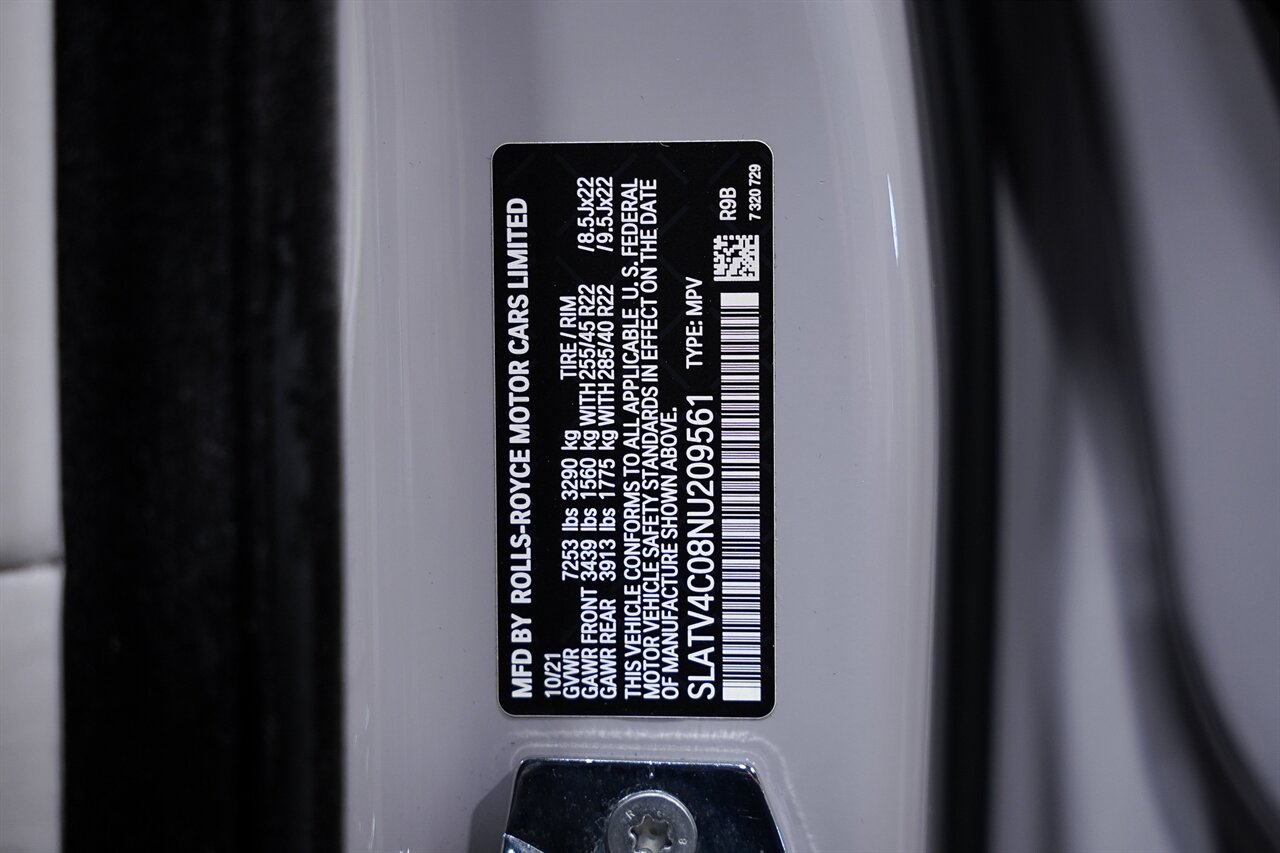 MFD BY ROLLS-ROYCE MOTOR CARS LIMITED
10/21
GVWR 7253 lbs 3290 kg TIRE / RIM
GAWR FRONT 3439 lbs 1560 kg WITH 255/45 R22 /8.5Jx22
GAWR REAR 3913 lbs 1775 kg WITH 285/40 R22 /9.5Jx22
THIS VEHICLE CONFORMS TO ALL APPLICABLE U.S. FEDERAL
MOTOR VEHICLE SAFETY STANDARDS IN EFFECT ON THE DATE
OF MANUFACTURE SHOWN ABOVE.
SLATV4C08NU209561 TYPE: MPV
R9B
7 320 729
R
8